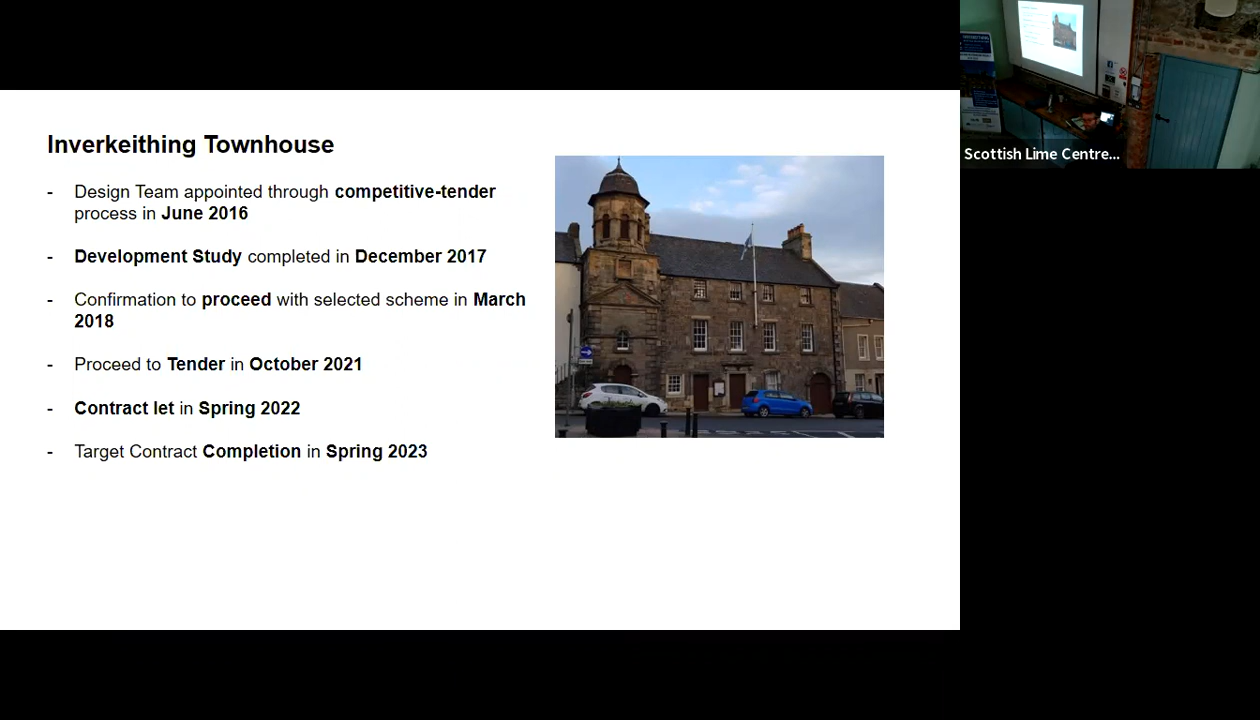 Inverkeithing Townhouse
- Design Team appointed through competitive-tender
process in June 2016
- Development Study completed in December 2017
- Confirmation to proceed with selected scheme in March
2018
- Proceed to Tender in October 2021
- Contract let in Spring 2022
- Target Contract Completion in Spring 2023
Scottish Lime Centre...